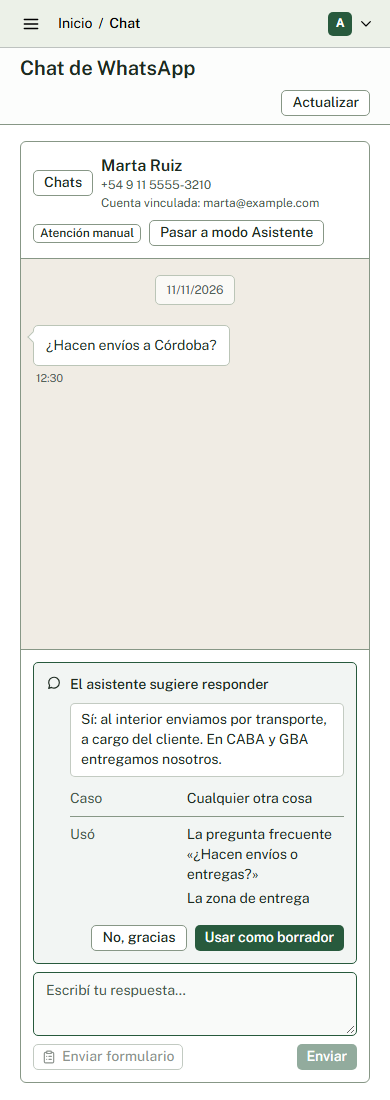 Inicio / Chat
A
Chat de WhatsApp
Actualizar
Chats
Marta Ruiz
+54 9 11 5555-3210
Cuenta vinculada: marta@example.com
Atención manual
Pasar a modo Asistente
11/11/2026
¿Hacen envíos a Córdoba?
12:30
El asistente sugiere responder
Sí: al interior enviamos por transporte,
a cargo del cliente. En CABA y GBA
entregamos nosotros.
Caso
Cualquier otra cosa
Usó
La pregunta frecuente
«¿Hacen envíos o
entregas?»
La zona de entrega
No, gracias
Usar como borrador
Escribí tu respuesta...
Enviar formulario
Enviar